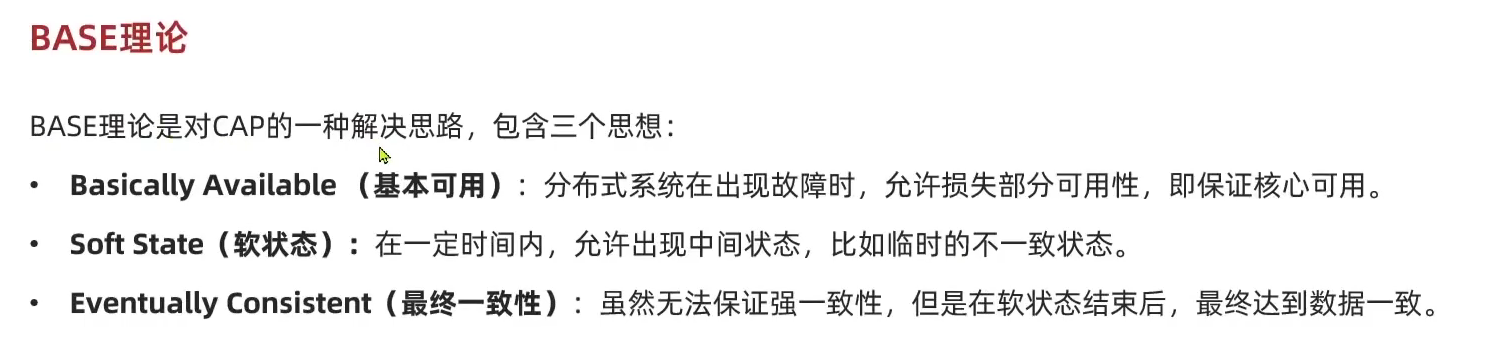 BASE理论
BASE理论是对CAP的一种解决思路，包含三个思想：
• Basically Available （基本可用）：分布式系统在出现故障时，允许损失部分可用性，即保证核心可用。
• Soft State（软状态）：在一定时间内，允许出现中间状态，比如临时的不一致状态。
• Eventually Consistent（最终一致性）：虽然无法保证强一致性，但是在软状态结束后，最终达到数据一致。